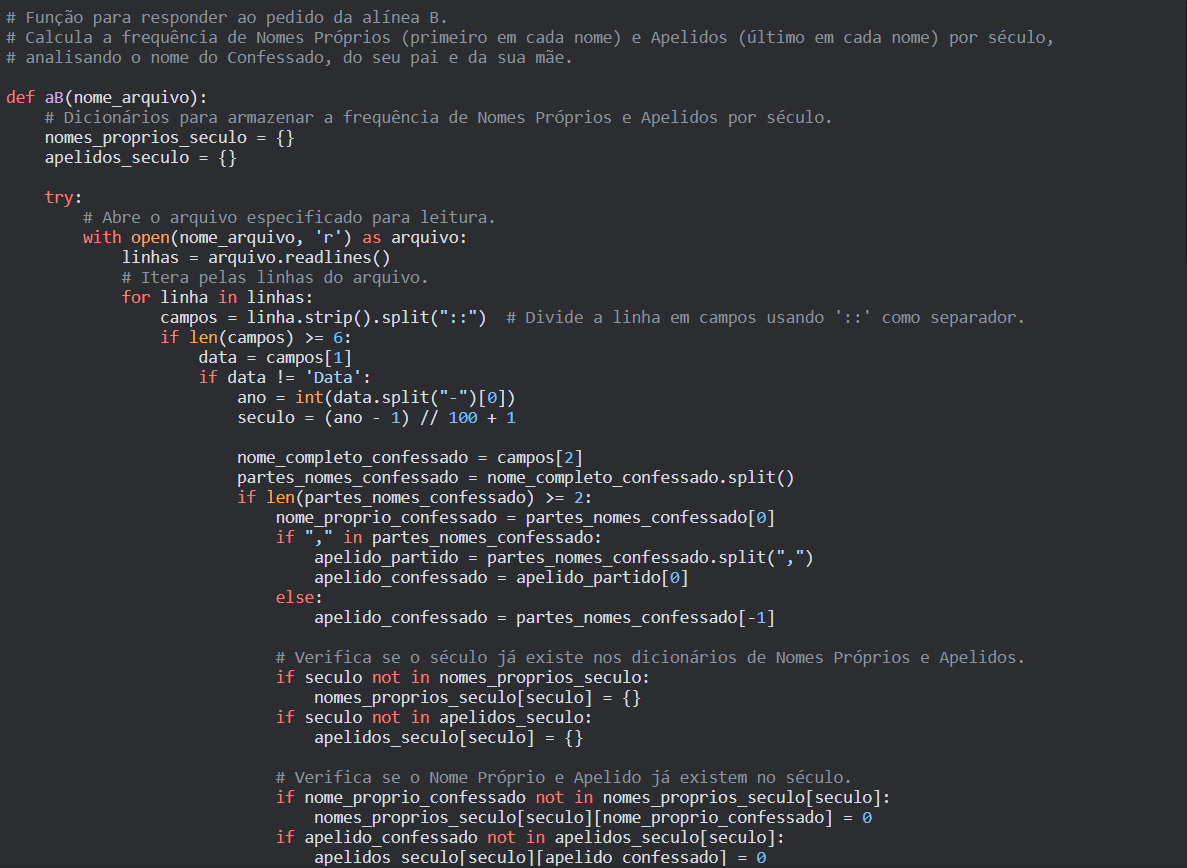 # Função para responder ao pedido da alínea B.
# Calcula a frequência de Nomes Próprios (primeiro em cada nome) e Apelidos (último em cada nome) por século,
# analisando o nome do Confessado, do seu pai e da sua mãe.

def aB(nome_arquivo):
    # Dicionários para armazenar a frequência de Nomes Próprios e Apelidos por século.
    nomes_proprios_seculo = {}
    apelidos_seculo = {}

    try:
        # Abre o arquivo especificado para leitura.
        with open(nome_arquivo, 'r') as arquivo:
            linhas = arquivo.readlines()
            # Itera pelas linhas do arquivo.
            for linha in linhas:
                campos = linha.strip().split("::")  # Divide a linha em campos usando '::' como separador.
                if len(campos) >= 6:
                    data = campos[1]
                    if data != 'Data':
                        ano = int(data.split("-")[0])
                        seculo = (ano - 1) // 100 + 1

                        nome_completo_confessado = campos[2]
                        partes_nomes_confessado = nome_completo_confessado.split()
                        if len(partes_nomes_confessado) >= 2:
                            nome_proprio_confessado = partes_nomes_confessado[0]
                            if "," in partes_nomes_confessado:
                                apelido_partido = partes_nomes_confessado.split(",")
                                apelido_confessado = apelido_partido[0]
                            else:
                                apelido_confessado = partes_nomes_confessado[-1]

                            # Verifica se o século já existe nos dicionários de Nomes Próprios e Apelidos.
                            if seculo not in nomes_proprios_seculo:
                                nomes_proprios_seculo[seculo] = {}
                            if seculo not in apelidos_seculo:
                                apelidos_seculo[seculo] = {}

                            # Verifica se o Nome Próprio e Apelido já existem no século.
                            if nome_proprio_confessado not in nomes_proprios_seculo[seculo]:
                                nomes_proprios_seculo[seculo][nome_proprio_confessado] = 0
                            if apelido_confessado not in apelidos_seculo[seculo]:
                                apelidos_seculo[seculo][apelido_confessado] = 0